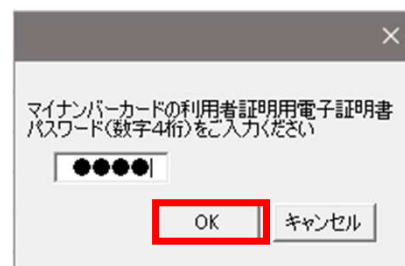 マイナンバーカードの利用者証明用電子証明書
パスワード(数字4桁)をご入力ください
●●●●
OK キャンセル